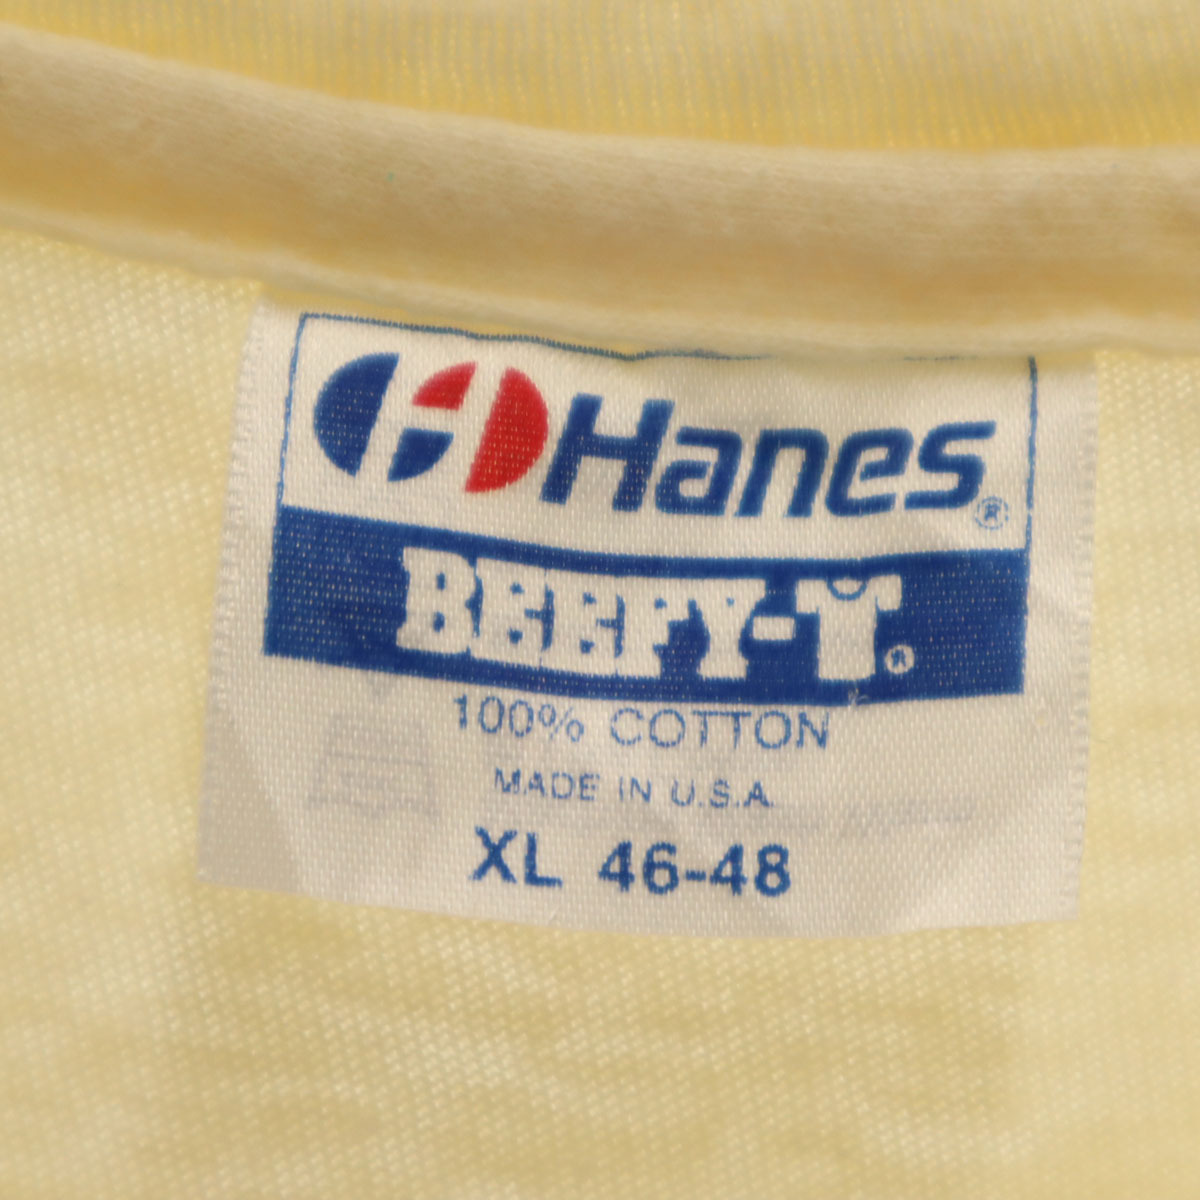 Hanes®
BEEFY-T®
100% COTTON
MADE IN U.S.A.
XL 46-48